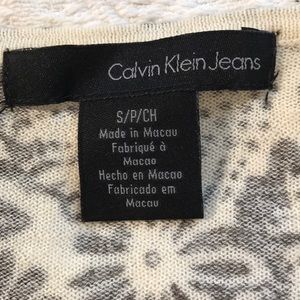 Calvin Klein Jeans
S/P/CH
Made in Macau
Fabriqué à
Macao
Hecho en Macao
Fabricado em
Macau